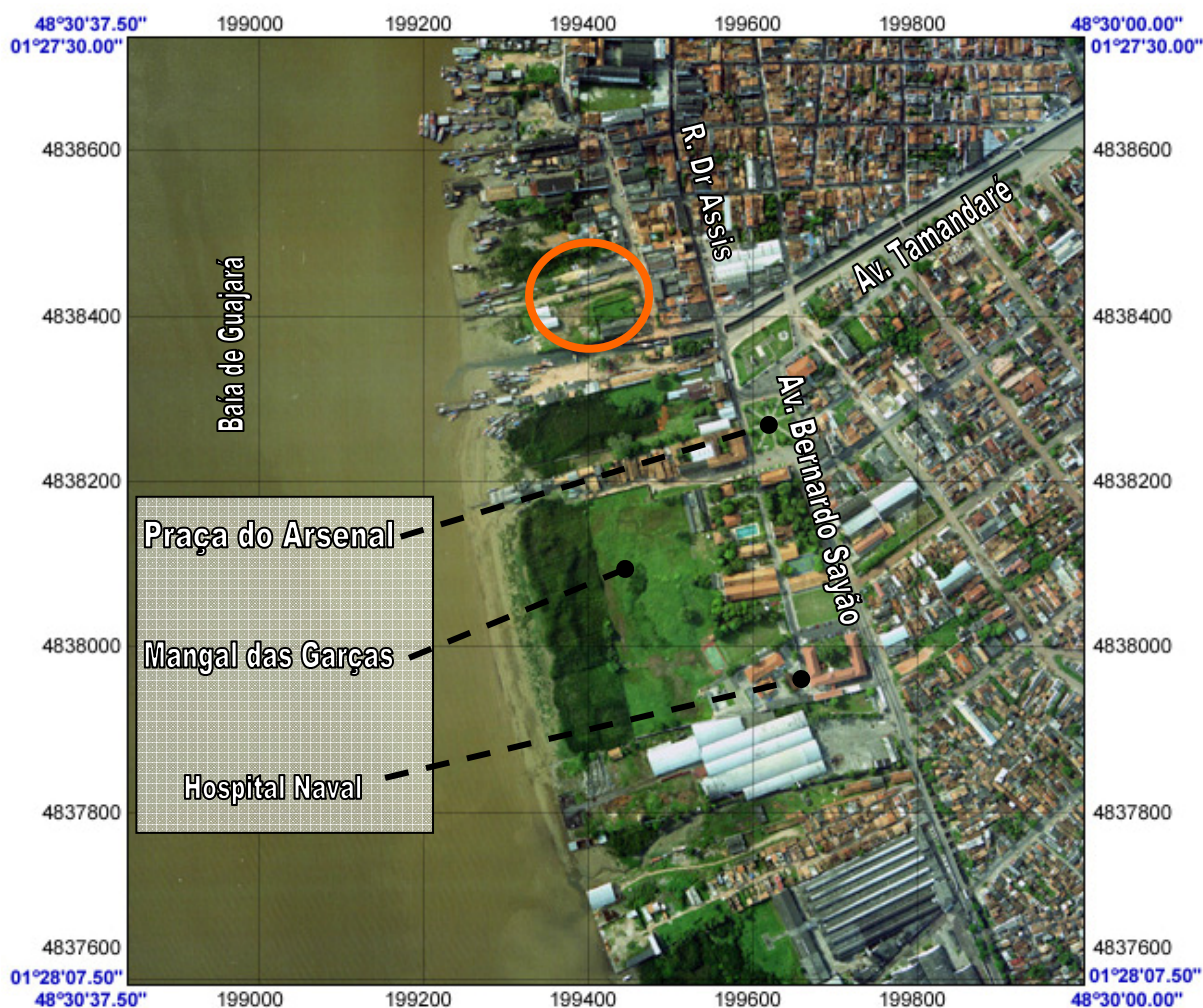 48°30'37.50" 199000 199200 199400 199600 199800 48°30'00.00"
01°27'30.00" 01°27'30.00"
4838600 4838600
R. Dr Assis
Av. Tamandaré
Baía de Guajará
4838400 4838400
Av. Bernardo Sayão
4838200 4838200
Praça do Arsenal
Mangal das Garças
4838000 4838000
Hospital Naval
4837800 4837800
4837600 4837600
01°28'07.50" 01°28'07.50"
48°30'37.50" 199000 199200 199400 199600 199800 48°30'00.00"